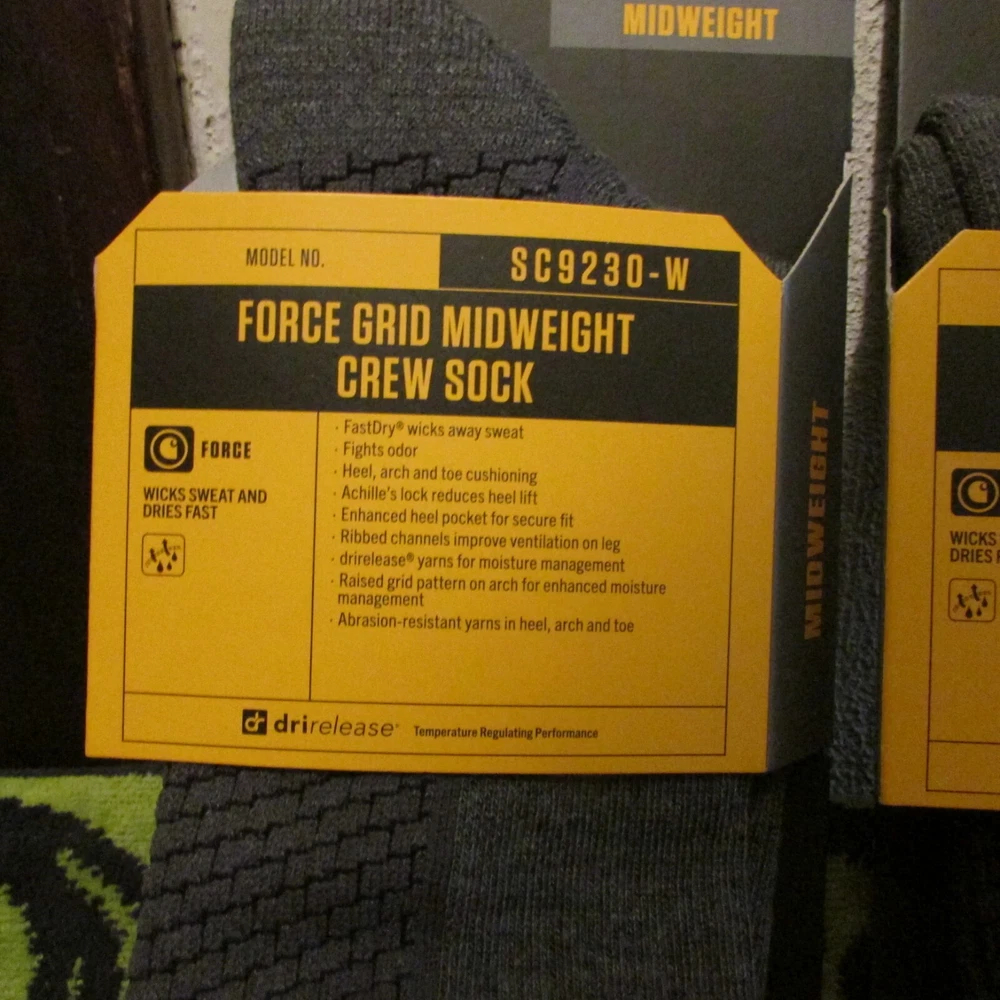 MIDWEIGHT
MODEL NO.
SC9230-W
FORCE GRID MIDWEIGHT
CREW SOCK
FORCE
WICKS SWEAT AND
DRIES FAST
· FastDry® wicks away sweat
· Fights odor
· Heel, arch and toe cushioning
· Achille's lock reduces heel lift
· Enhanced heel pocket for secure fit
· Ribbed channels improve ventilation on leg
· drirelease® yarns for moisture management
· Raised grid pattern on arch for enhanced moisture
management
· Abrasion-resistant yarns in heel, arch and toe
drirelease® Temperature Regulating Performance
MIDWEIGHT
WICKS
DRIES